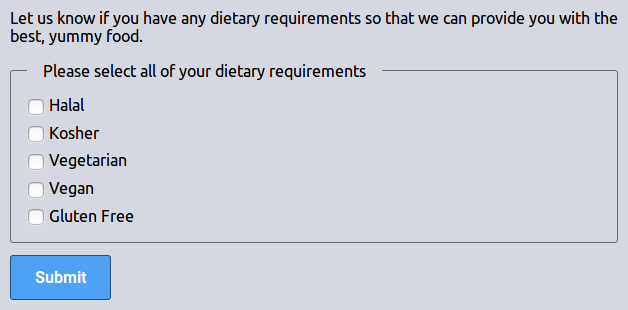 Let us know if you have any dietary requirements so that we can provide you with the
best, yummy food.
Please select all of your dietary requirements
Halal
Kosher
Vegetarian
Vegan
Gluten Free
Submit